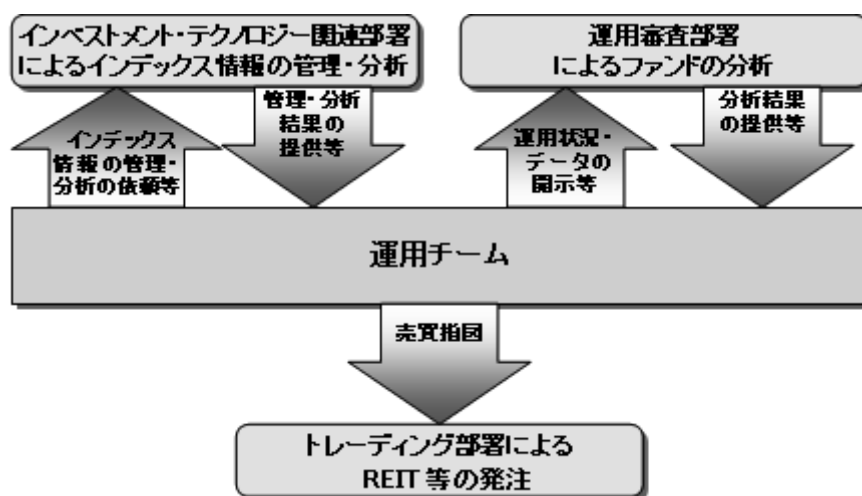 インベストメント・テクノロジー関連部署
によるインデックス情報の管理・分析
運用審査部署
によるファンドの分析
インデックス
情報の管理・
分析の依頼等
管理・分析
結果の
提供等
運用状況・
データの
開示等
分析結果
の提供等
運用チーム
売買指図
トレーディング部署による
REIT 等の発注